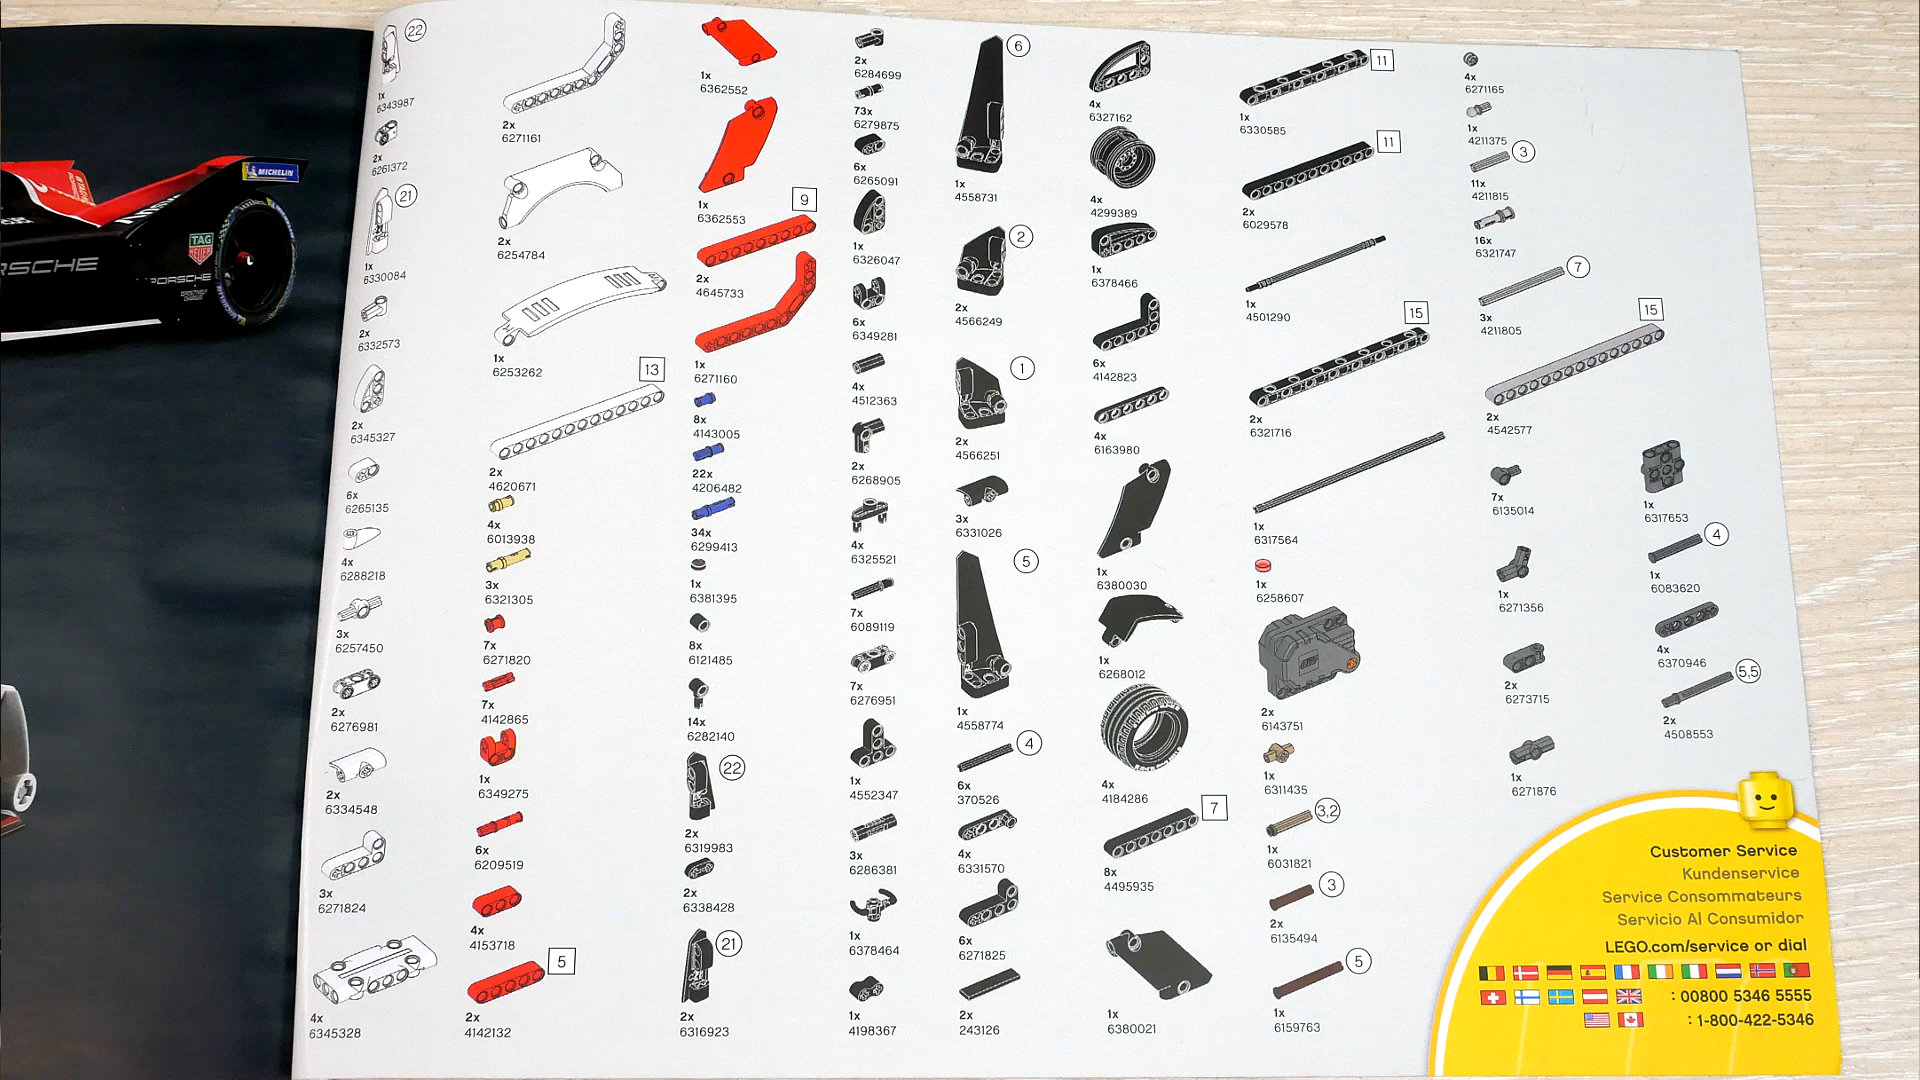 MICHELIN
TAG
HEUER
PORSCHE
RSCHE
22
1x
6343987
2x
6261372
21
1x
6330084
2x
6332573
2x
6345327
6x
6265135
4x
6288218
3x
6257450
2x
6276981
2x
6334548
3x
6271824
4x
6345328
2x
6271161
2x
6254784
1x
6253262
13
2x
4620671
4x
6013938
3x
6321305
7x
6271820
7x
4142865
1x
6349275
6x
6209519
4x
4153718
5
2x
4142132
1x
6362552
1x
6362553
9
2x
4645733
1x
6271160
8x
4143005
22x
4206482
34x
6299413
1x
6381395
8x
6121485
14x
6282140
22
2x
6319983
2x
6338428
21
2x
6316923
2x
6284699
73x
6279875
6x
6265091
1x
6326047
6x
6349281
4x
4512363
2x
6268905
4x
6325521
7x
6089119
7x
6276951
1x
4552347
3x
6286381
1x
6378464
1x
4198367
6
1x
4558731
2
2x
4566249
1
2x
4566251
3x
6331026
5
1x
4558774
4
6x
370526
4x
6331570
6x
6271825
2x
243126
4x
6327162
4x
4299389
1x
6378466
6x
4142823
4x
6163980
1x
6380030
1x
6268012
4x
4184286
7
8x
4495935
1x
6380021
11
1x
6330585
11
2x
6029578
1x
4501290
15
2x
6321716
1x
6317564
1x
6258607
2x
6143751
1x
6311435
3,2
1x
6031821
3
2x
6135494
5
1x
6159763
4x
6271165
1x
4211375
3
11x
4211815
16x
6321747
7
3x
4211805
15
2x
4542577
7x
6135014
1x
6271356
2x
6273715
1x
6271876
1x
6317653
4
1x
6083620
4x
6370946
5,5
2x
4508553
Customer Service
Kundenservice
Service Consommateurs
Servicio Al Consumidor
LEGO.com/service or dial
: 00800 5346 5555
: 1-800-422-5346